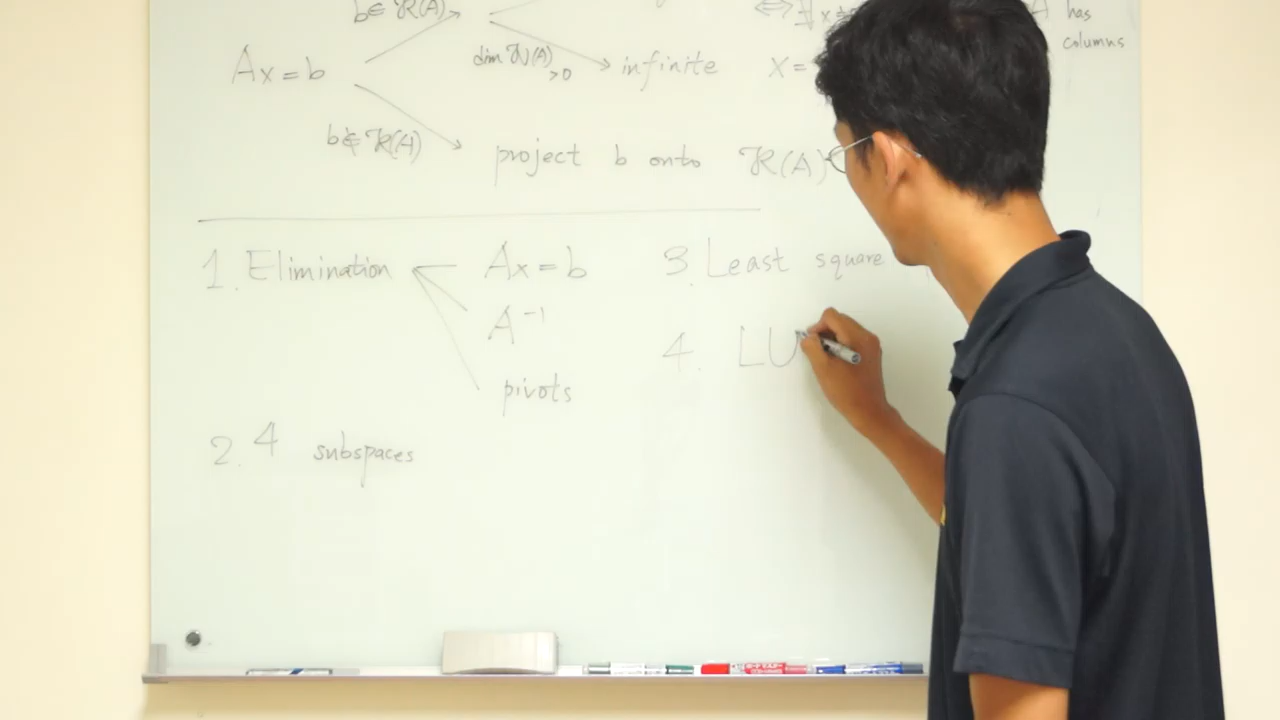 b∈ R(A)
has
columns
Ax=b
dim N(A) >0
infinite
x=
b∉ R(A)
project b onto R(A)
1. Elimination
Ax=b
A⁻¹
pivots
2. 4 subspaces
3. Least square
4. LU